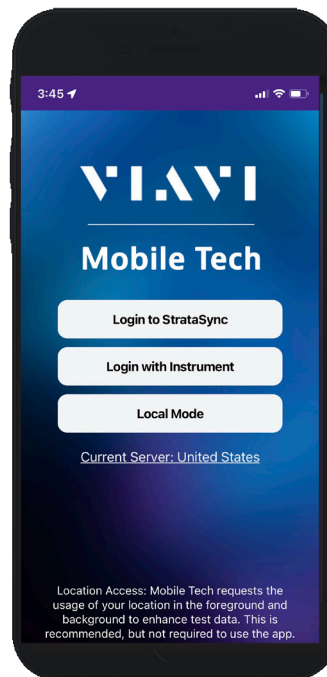 3:45
VIAVI
Mobile Tech
Login to StrataSync
Login with Instrument
Local Mode
Current Server: United States
Location Access: Mobile Tech requests the
usage of your location in the foreground and
background to enhance test data. This is
recommended, but not required to use the app.